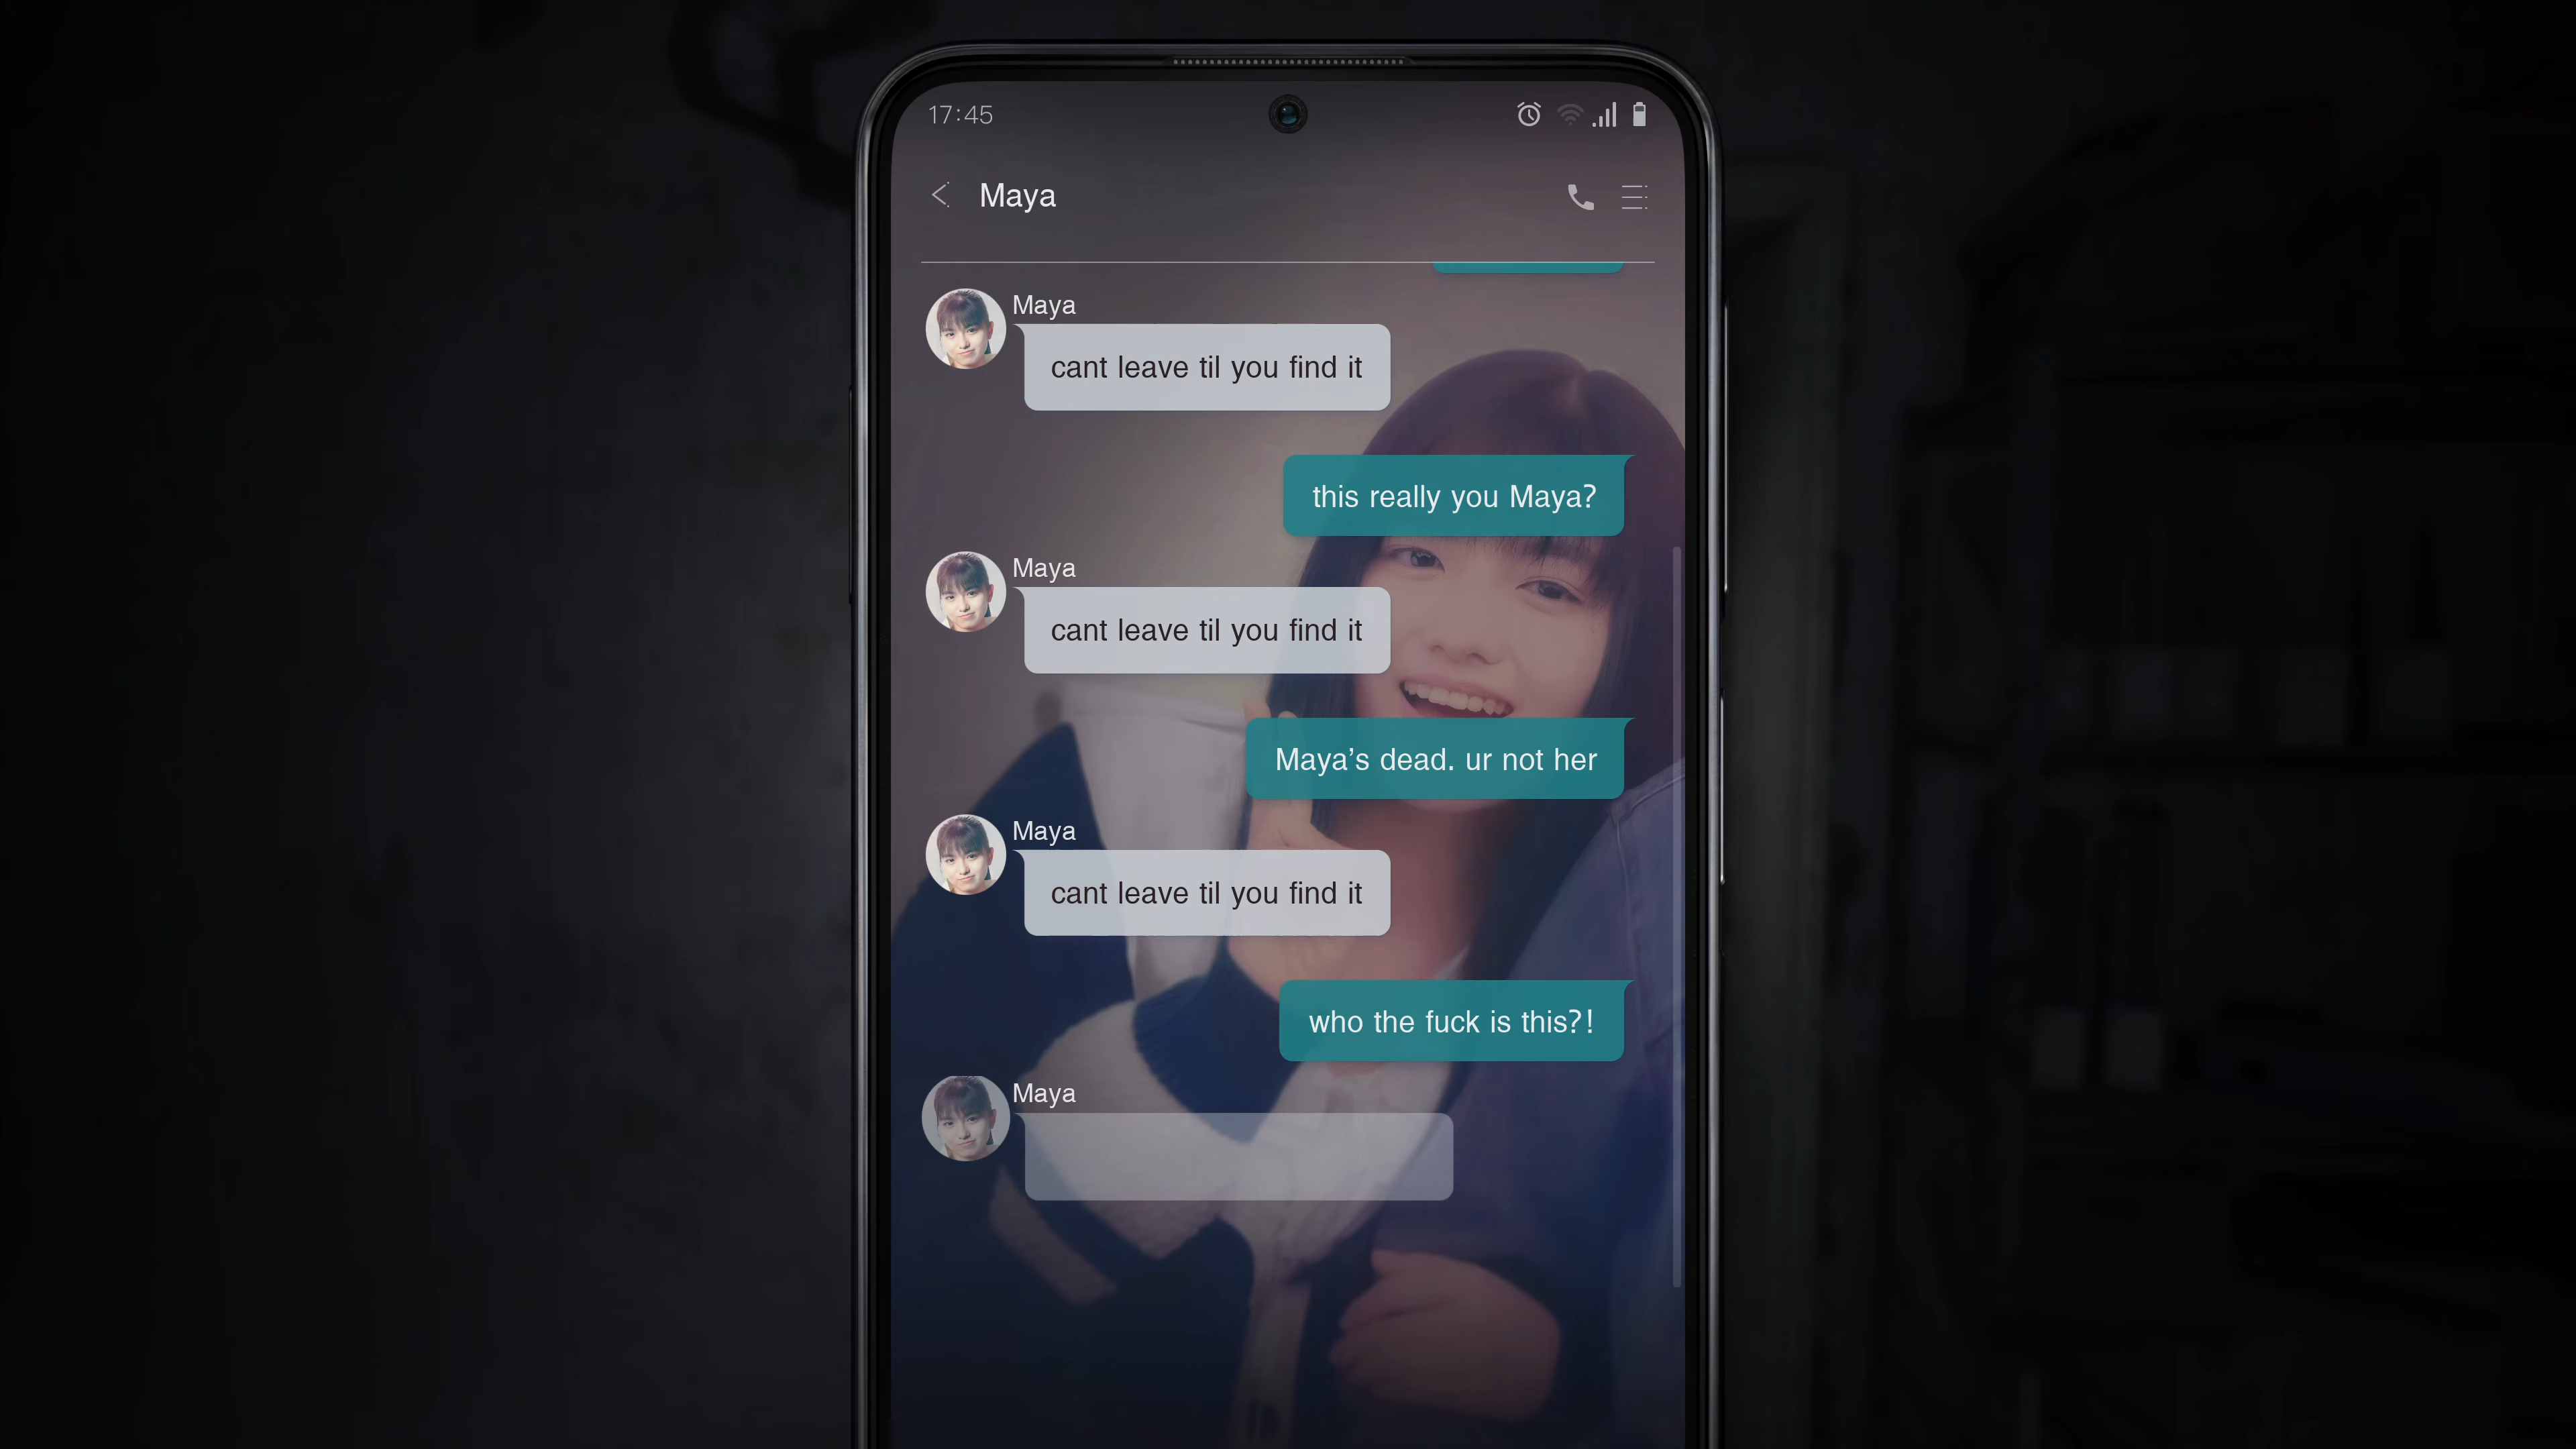 17:45
Maya
Maya
cant leave til you find it
this really you Maya?
Maya
cant leave til you find it
Maya’s dead. ur not her
Maya
cant leave til you find it
who the fuck is this?!
Maya